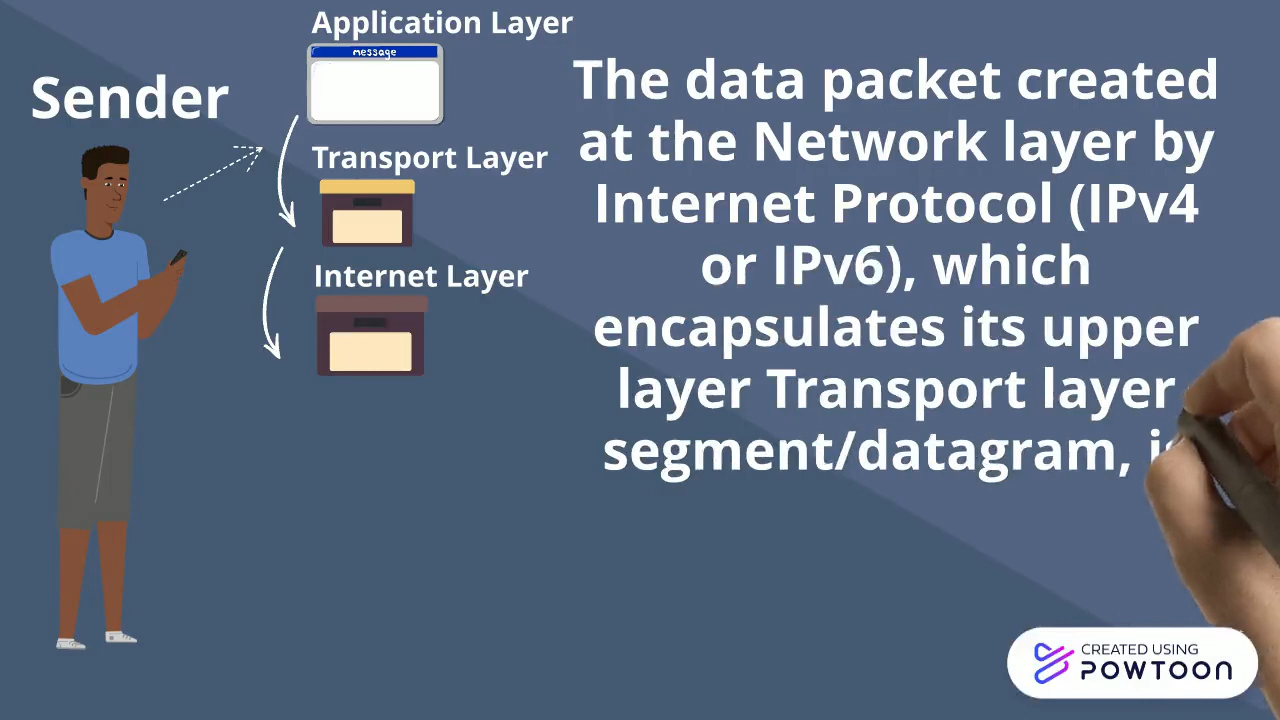 Application Layer
message
Sender
Transport Layer
Internet Layer
The data packet created
at the Network layer by
Internet Protocol (IPv4
or IPv6), which
encapsulates its upper
layer Transport layer
segment/datagram,
CREATED USING
POWTOON